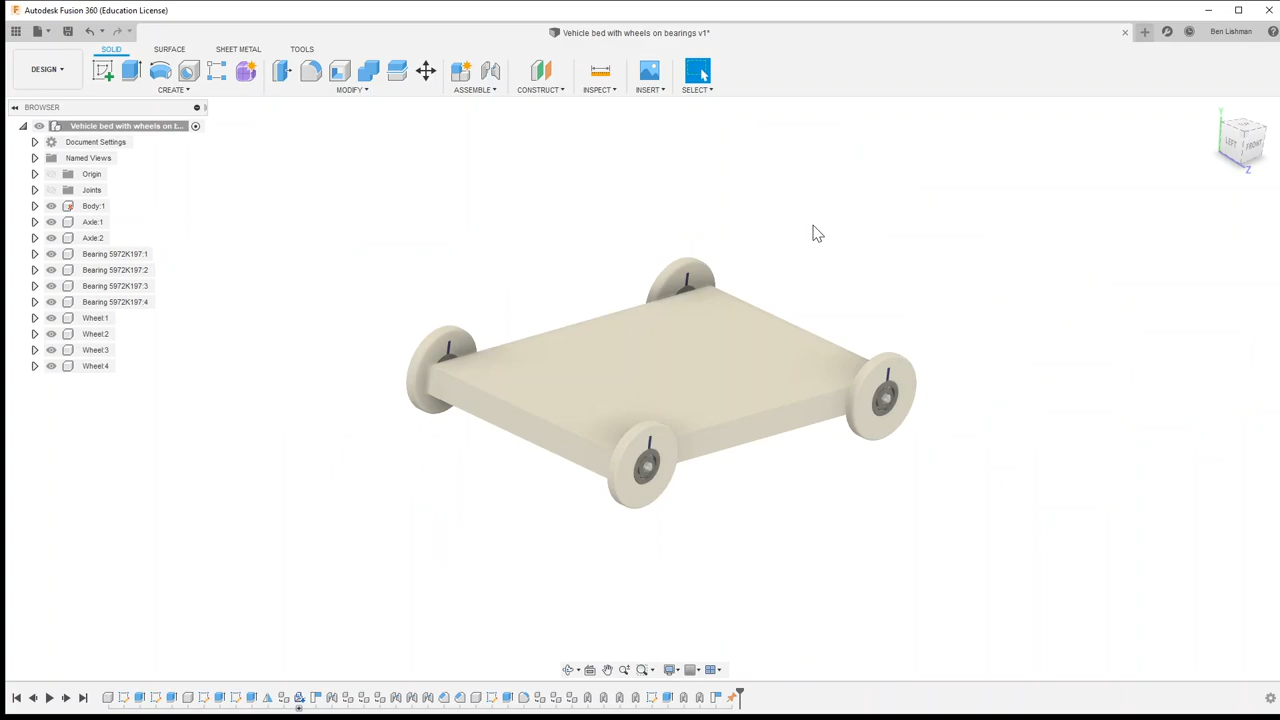 Autodesk Fusion 360 (Education License)
Vehicle bed with wheels on bearings v1*
Ben Lishman
SOLID SURFACE SHEET METAL TOOLS
DESIGN
CREATE MODIFY ASSEMBLE CONSTRUCT INSPECT INSERT SELECT
BROWSER
Vehicle bed with wheels on b...
Document Settings
Named Views
Origin
Joints
Body:1
Axle:1
Axle:2
Bearing 5972K197:1
Bearing 5972K197:2
Bearing 5972K197:3
Bearing 5972K197:4
Wheel:1
Wheel:2
Wheel:3
Wheel:4
Y
LEFT FRONT
Z